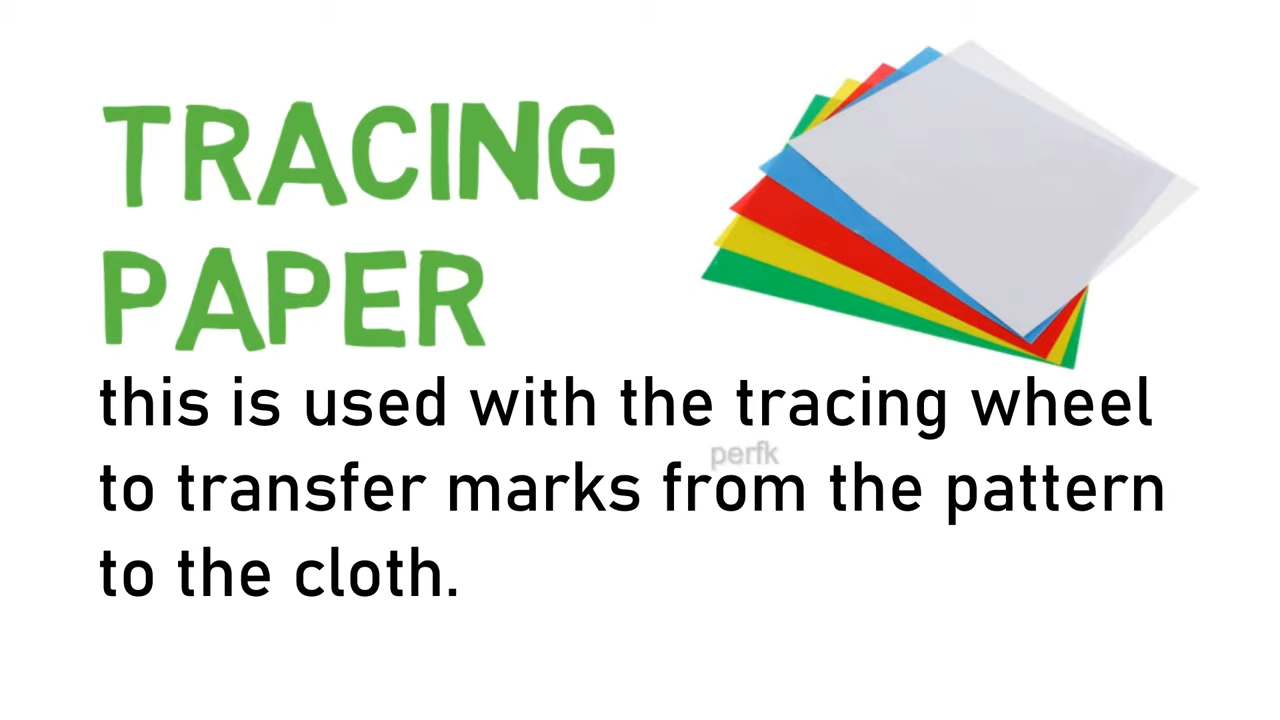 TRACING
PAPER
this is used with the tracing wheel
perfk
to transfer marks from the pattern
to the cloth.